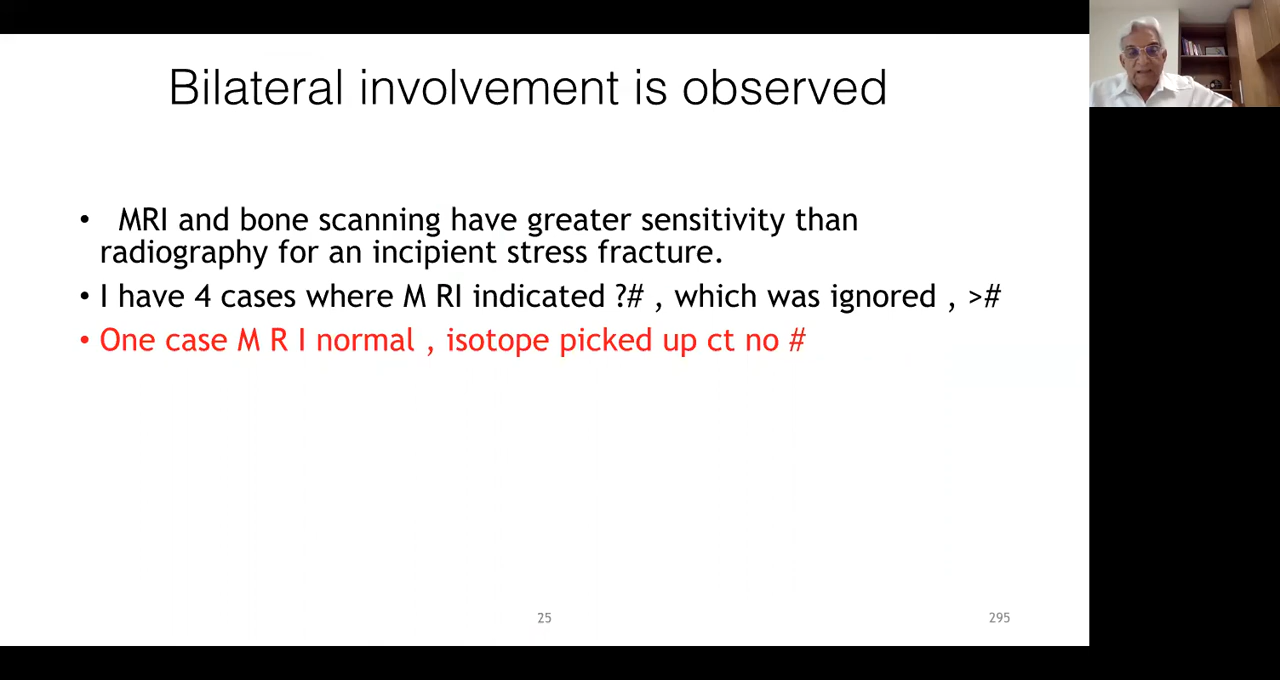 Bilateral involvement is observed
• MRI and bone scanning have greater sensitivity than
radiography for an incipient stress fracture.
• I have 4 cases where M RI indicated ?# , which was ignored , >#
• One case M R I normal , isotope picked up ct no #
25
295